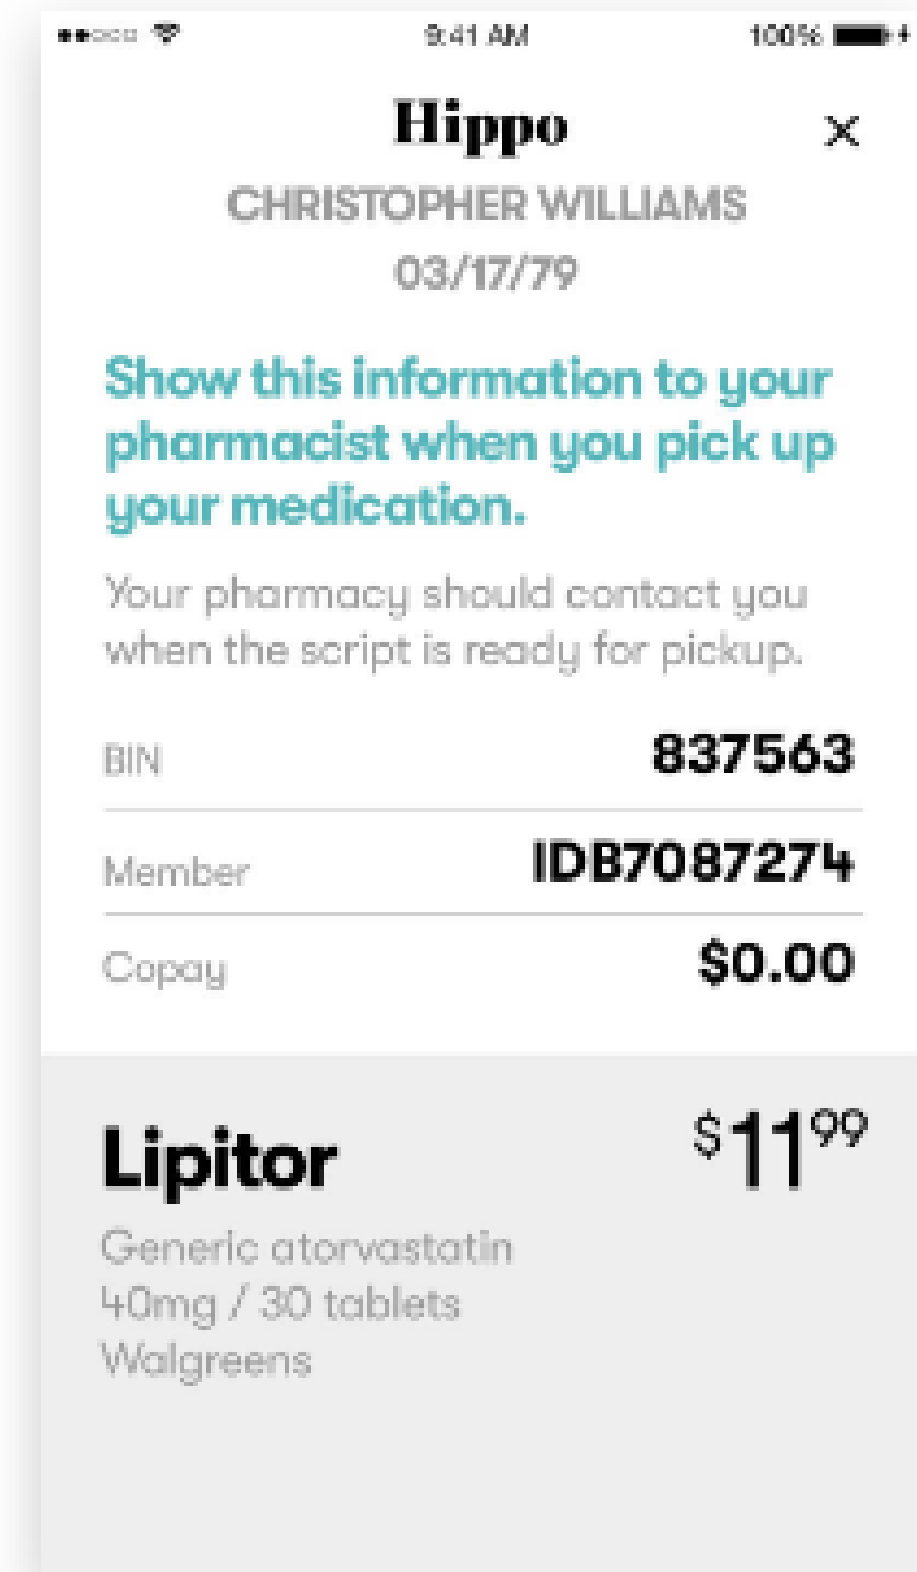 9:41 AM
100%
Hippo
CHRISTOPHER WILLIAMS
03/17/79
Show this information to your
pharmacist when you pick up
your medication.
Your pharmacy should contact you
when the script is ready for pickup.
BIN 837563
Member IDB7087274
Copay $0.00
Lipitor $11 99
Generic atorvastatin
40mg / 30 tablets
Walgreens